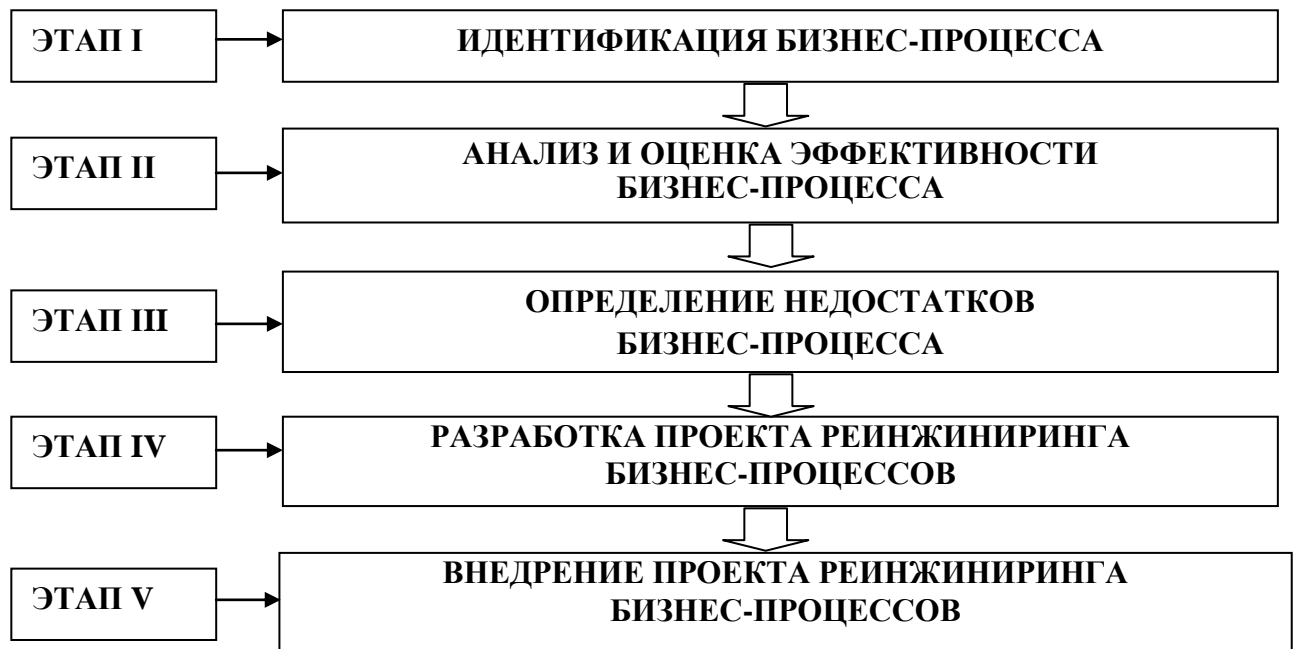 ЭТАП I
ИДЕНТИФИКАЦИЯ БИЗНЕС-ПРОЦЕССА
ЭТАП II
АНАЛИЗ И ОЦЕНКА ЭФФЕКТИВНОСТИ
БИЗНЕС-ПРОЦЕССА
ЭТАП III
ОПРЕДЕЛЕНИЕ НЕДОСТАТКОВ
БИЗНЕС-ПРОЦЕССА
ЭТАП IV
РАЗРАБОТКА ПРОЕКТА РЕИНЖИНИРИНГА
БИЗНЕС-ПРОЦЕССОВ
ЭТАП V
ВНЕДРЕНИЕ ПРОЕКТА РЕИНЖИНИРИНГА
БИЗНЕС-ПРОЦЕССОВ